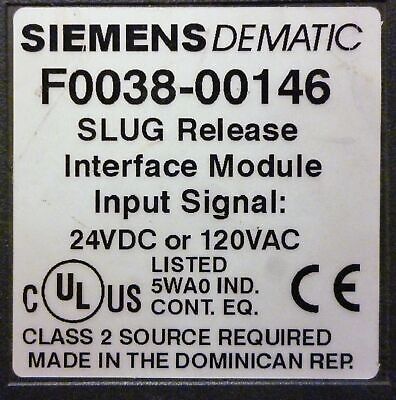 SIEMENS DEMATIC
F0038-00146
SLUG Release
Interface Module
Input Signal:
24VDC or 120VAC
C UL US
LISTED
5WA0 IND.
CONT. EQ.
CE
CLASS 2 SOURCE REQUIRED
MADE IN THE DOMINICAN REP.